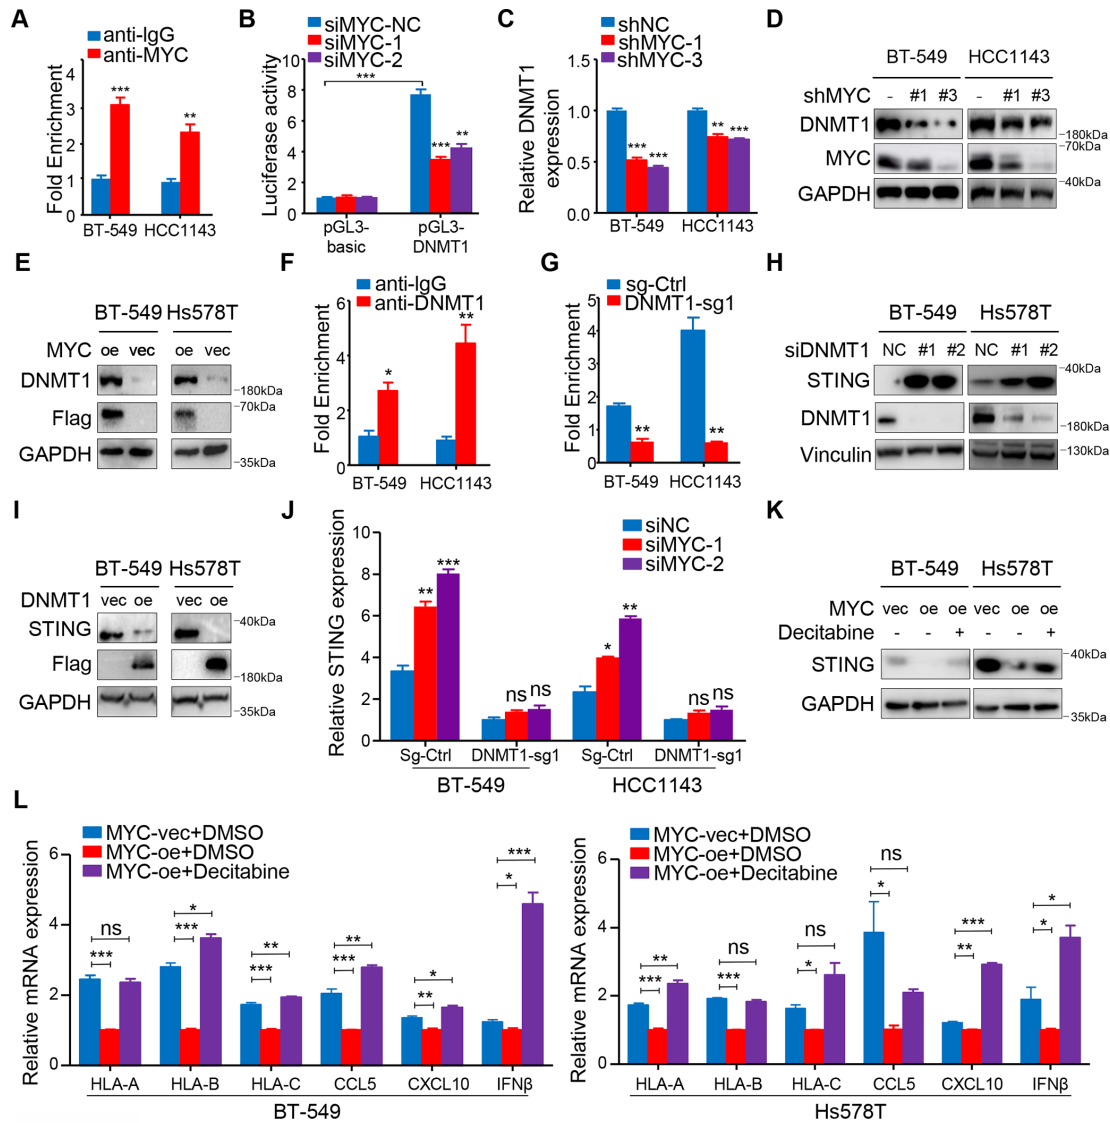 A
anti-IgG
anti-MYC
Fold Enrichment
4
3
2
1
0
***
**
BT-549 HCC1143
B
siMYC-NC
siMYC-1
siMYC-2
Luciferase activity
10
8
6
4
2
0
***
***
**
pGL3-basic
pGL3-DNMT1
C
shNC
shMYC-1
shMYC-3
Relative DNMT1 expression
1.5
1.0
0.5
0.0
*** ***
** ***
BT-549 HCC1143
D
BT-549 HCC1143
shMYC - #1 #3 - #1 #3
DNMT1
-180kDa
-70kDa
MYC
-40kDa
GAPDH
E
BT-549 Hs578T
MYC oe vec oe vec
DNMT1
-180kDa
-70kDa
Flag
GAPDH
-35kDa
F
anti-IgG
anti-DNMT1
Fold Enrichment
6
4
2
0
*
**
BT-549 HCC1143
G
sg-Ctrl
DNMT1-sg1
Fold Enrichment
5
4
3
2
1
0
**
**
BT-549 HCC1143
H
BT-549 Hs578T
siDNMT1 NC #1 #2 NC #1 #2
-40kDa
STING
DNMT1
-180kDa
-130kDa
Vinculin
I
BT-549 Hs578T
DNMT1 vec oe vec oe
-40kDa
STING
Flag
-180kDa
GAPDH
-35kDa
J
siNC
siMYC-1
siMYC-2
Relative STING expression
10
8
6
4
2
0
** ***
ns ns
* **
ns ns
Sg-Ctrl DNMT1-sg1 Sg-Ctrl DNMT1-sg1
BT-549 HCC1143
K
BT-549 Hs578T
MYC vec oe oe vec oe oe
Decitabine - - + - - +
-40kDa
STING
GAPDH
-35kDa
L
MYC-vec+DMSO
MYC-oe+DMSO
MYC-oe+Decitabine
Relative mRNA expression
6
4
2
0
ns
***
*
***
**
***
**
***
*
**
***
*
HLA-A HLA-B HLA-C CCL5 CXCL10 IFNβ
BT-549
MYC-vec+DMSO
MYC-oe+DMSO
MYC-oe+Decitabine
Relative mRNA expression
6
4
2
0
**
***
ns
***
ns
*
ns
*
***
**
*
*
HLA-A HLA-B HLA-C CCL5 CXCL10 IFNβ
Hs578T